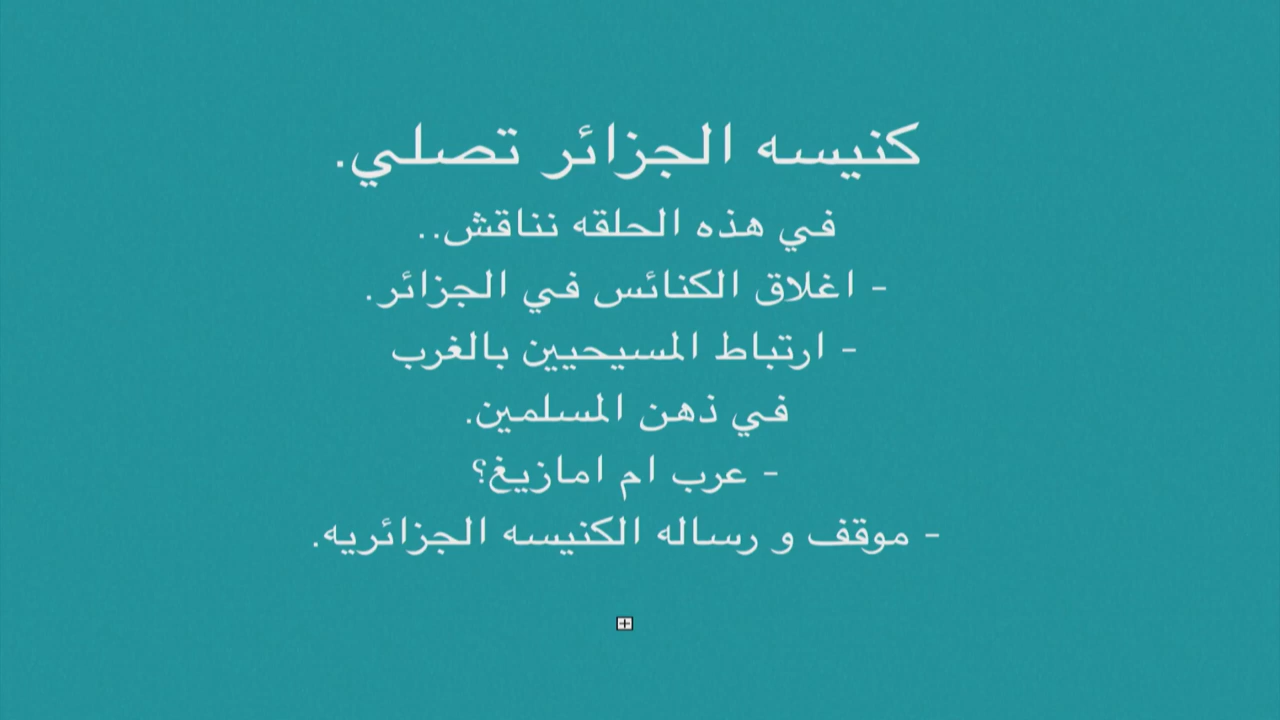 كنيسه الجزائر تصلي.
في هذه الحلقه نناقش..
- اغلاق الكنائس في الجزائر.
- ارتباط المسيحيين بالغرب
في ذهن المسلمين.
- عرب ام امازيغ؟
- موقف و رساله الكنيسه الجزائريه.